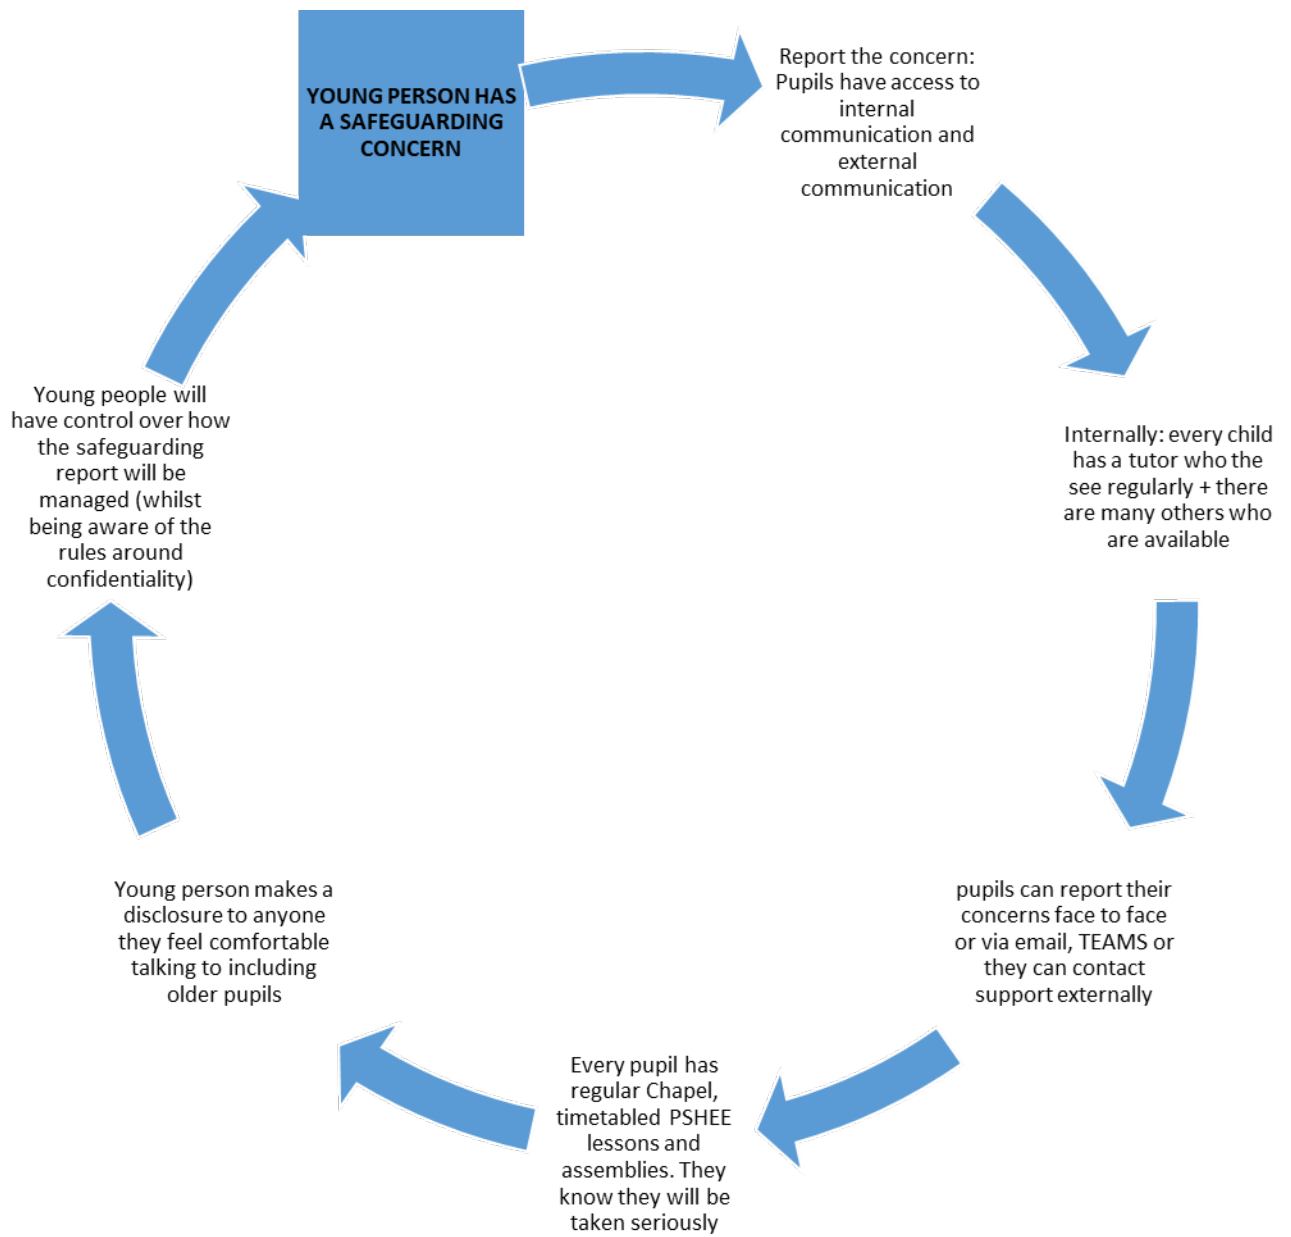 YOUNG PERSON HAS
A SAFEGUARDING
CONCERN
Report the concern:
Pupils have access to
internal
communication and
external
communication
Internally: every child
has a tutor who the
see regularly + there
are many others who
are available
pupils can report their
concerns face to face
or via email, TEAMS or
they can contact
support externally
Every pupil has
regular Chapel,
timetabled PSHEE
lessons and
assemblies. They
know they will be
taken seriously
Young person makes a
disclosure to anyone
they feel comfortable
talking to including
older pupils
Young people will
have control over how
the safeguarding
report will be
managed (whilst
being aware of the
rules around
confidentiality)